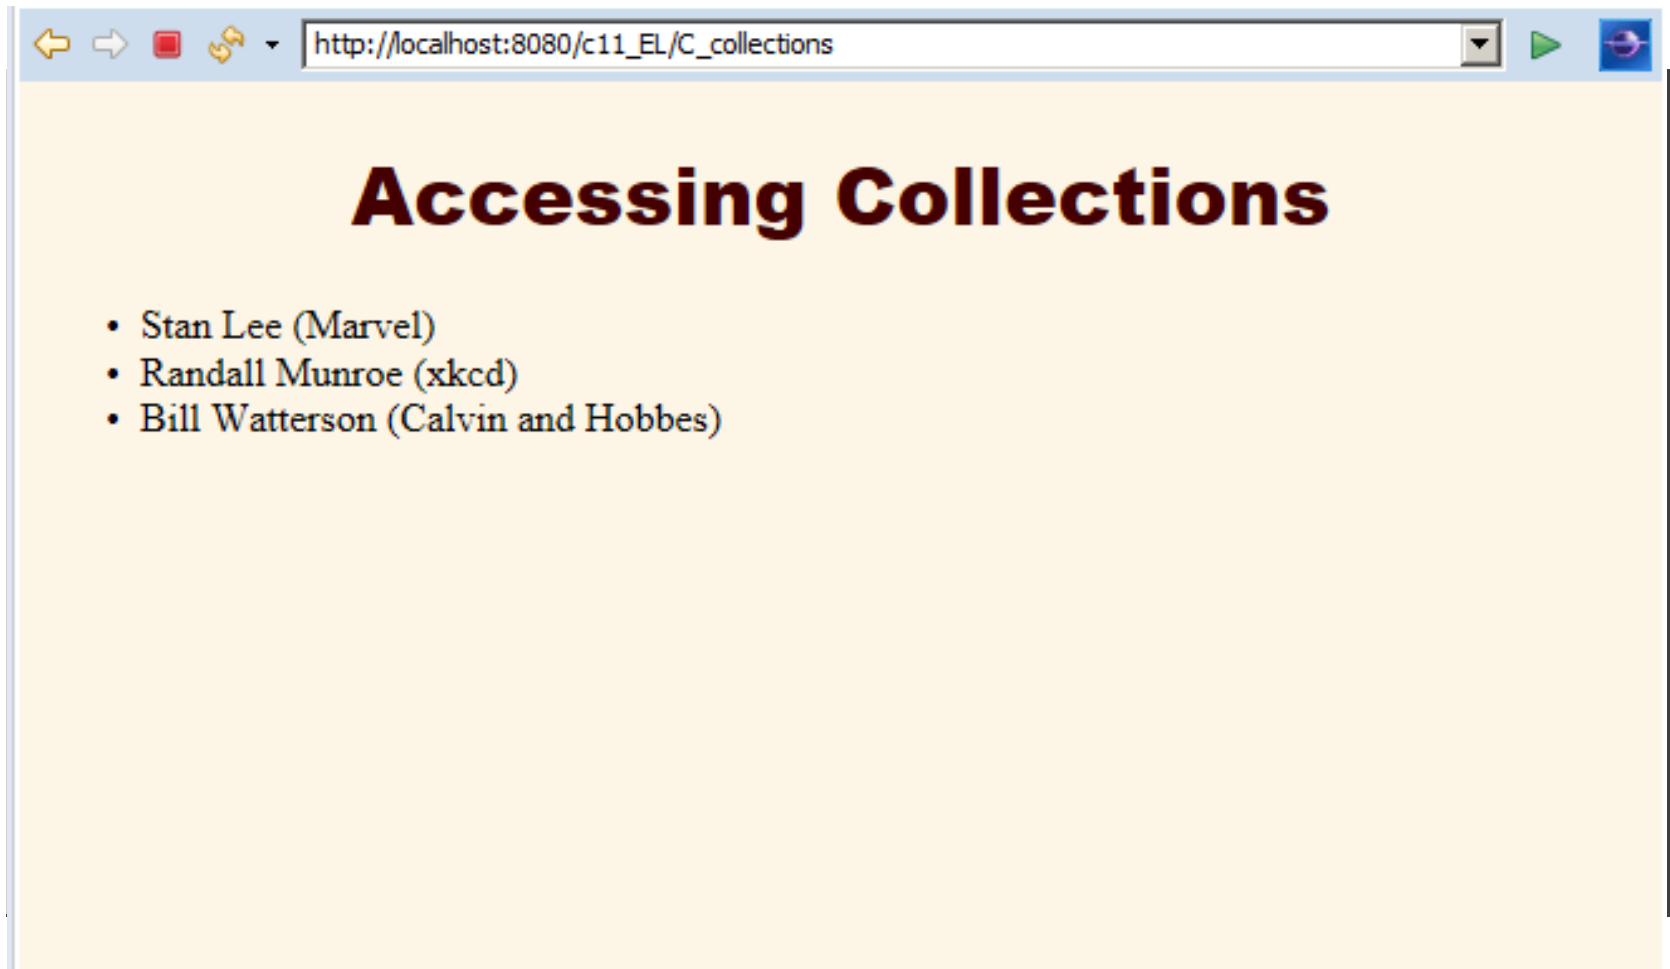 http://localhost:8080/c11_EL/C_collections
Accessing Collections
• Stan Lee (Marvel)
• Randall Munroe (xkcd)
• Bill Watterson (Calvin and Hobbes)